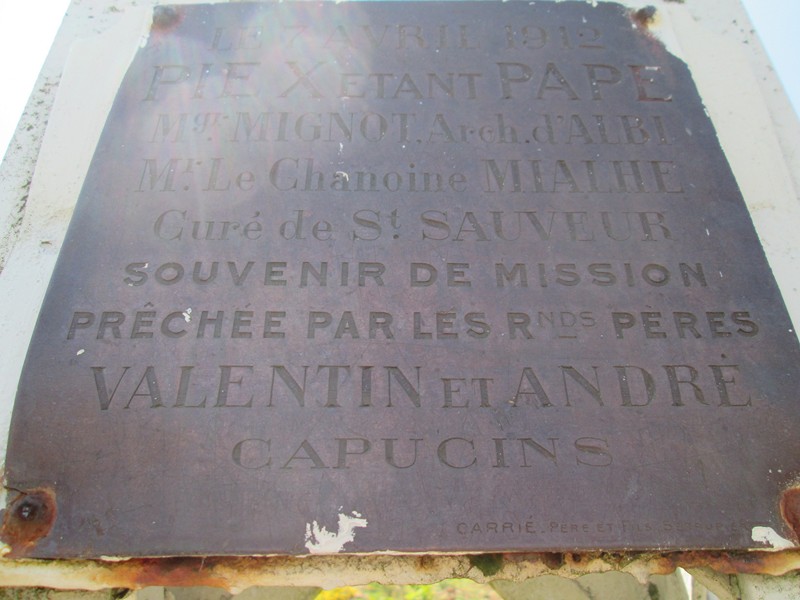 LE 7 AVRIL 1912
PIE X ETANT PAPE
Mgr MIGNOT. Arch. d'ALBI
Mr Le Chanoine MIALHE
Curé de St SAUVEUR
SOUVENIR DE MISSION
PRÊCHÉE PAR LES RNDS PÈRES
VALENTIN ET ANDRÉ
CAPUCINS
CARRIÉ. PÈRE ET FILS